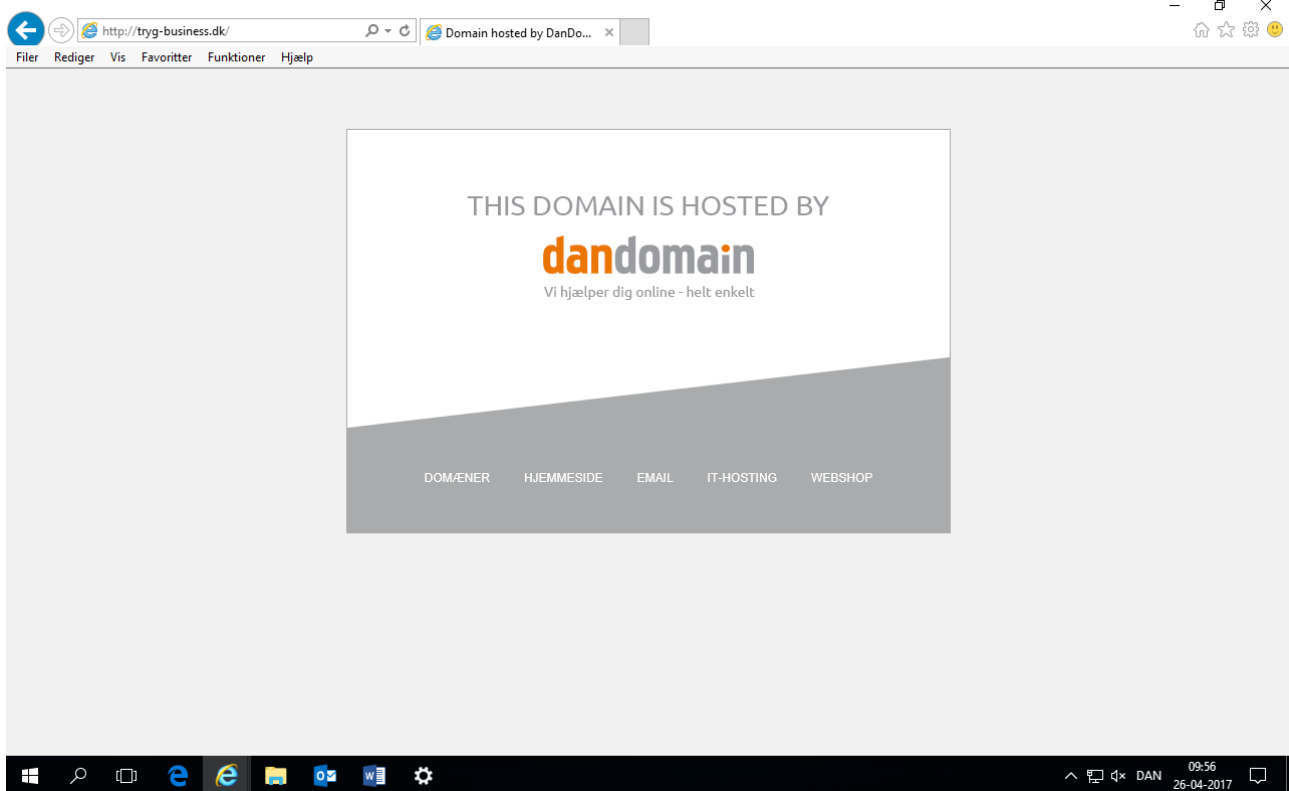 http://tryg-business.dk/
Domain hosted by DanDo...
Filer Rediger Vis Favoritter Funktioner Hjælp
THIS DOMAIN IS HOSTED BY
dandomain
Vi hjælper dig online - helt enkelt
DOMÆNER HJEMMESIDE EMAIL IT-HOSTING WEBSHOP
DAN
09:56
26-04-2017